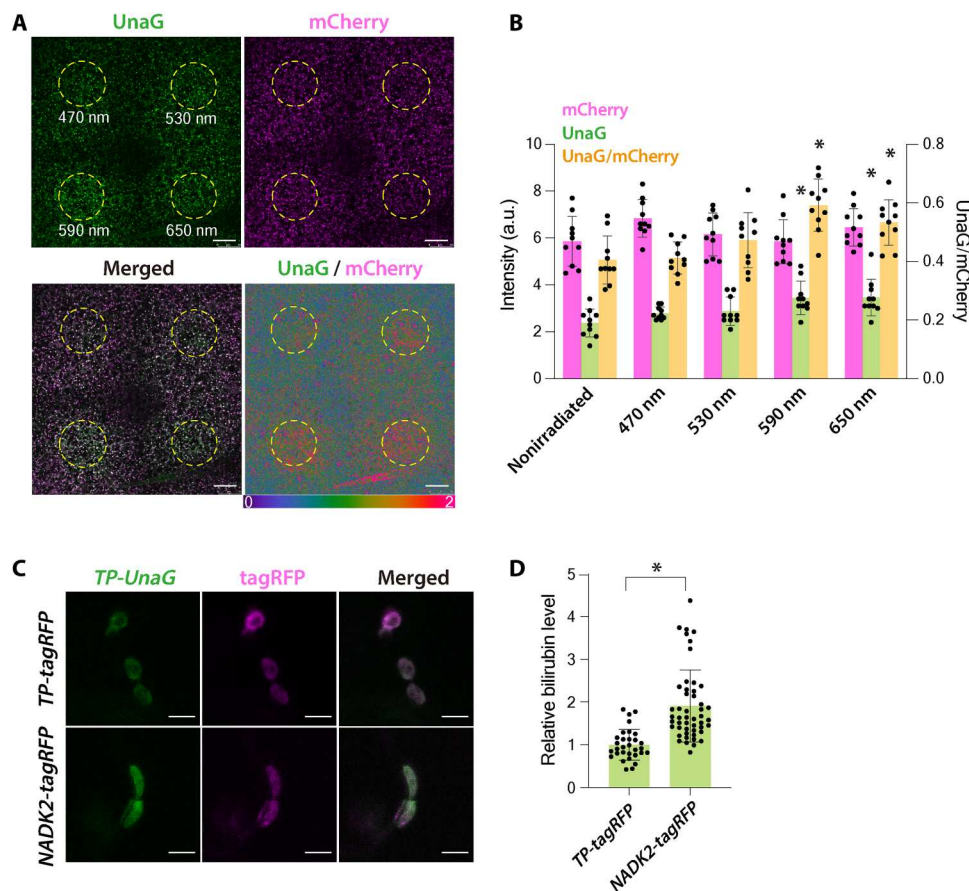 A
UnaG
mCherry
470 nm
530 nm
590 nm
650 nm
Merged
UnaG / mCherry
0
2
B
mCherry
UnaG
UnaG/mCherry
Intensity (a.u.)
10
8
6
4
2
0
* * * *
0.8
0.6
0.4
0.2
0.0
UnaG/mCherry
Nonirradiated
470 nm
530 nm
590 nm
650 nm
C
TP-UnaG
tagRFP
Merged
TP-tagRFP
NADK2-tagRFP
D
Relative bilirubin level
5
4
3
2
1
0
*
TP-tagRFP
NADK2-tagRFP